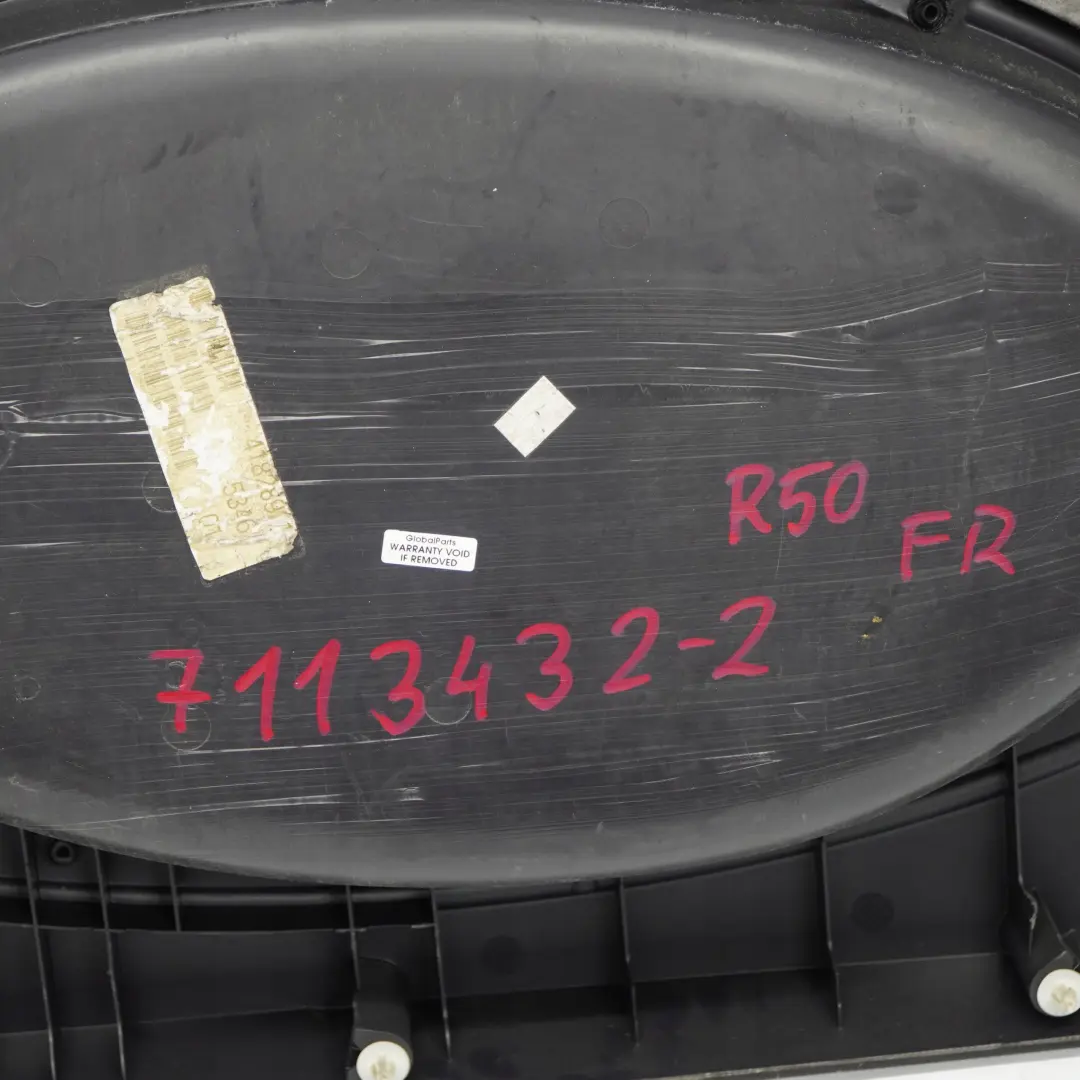 R50
FR
GlobalParts
WARRANTY VOID
IF REMOVED
7113432-2